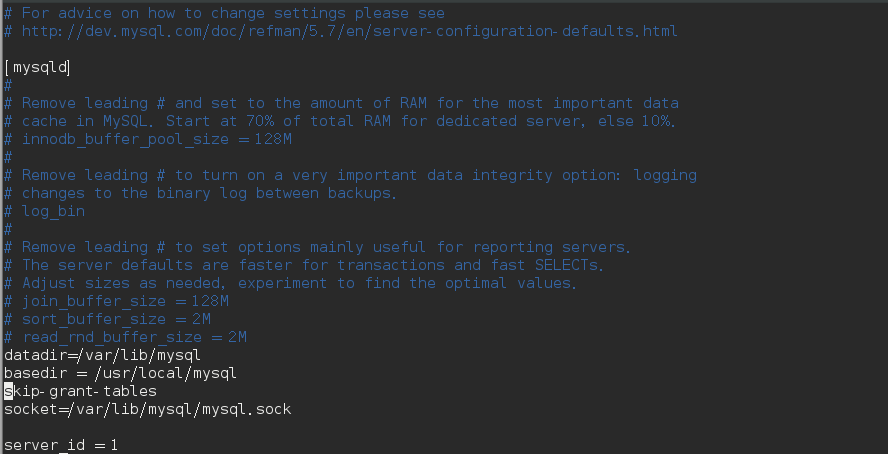 # For advice on how to change settings please see
# http://dev.mysql.com/doc/refman/5.7/en/server-configuration-defaults.html
[mysqld]
#
# Remove leading # and set to the amount of RAM for the most important data
# cache in MySQL. Start at 70% of total RAM for dedicated server, else 10%.
# innodb_buffer_pool_size = 128M
#
# Remove leading # to turn on a very important data integrity option: logging
# changes to the binary log between backups.
# log_bin
#
# Remove leading # to set options mainly useful for reporting servers.
# The server defaults are faster for transactions and fast SELECTs.
# Adjust sizes as needed, experiment to find the optimal values.
# join_buffer_size = 128M
# sort_buffer_size = 2M
# read_rnd_buffer_size = 2M
datadir=/var/lib/mysql
basedir = /usr/local/mysql
skip-grant-tables
socket=/var/lib/mysql/mysql.sock
server_id = 1